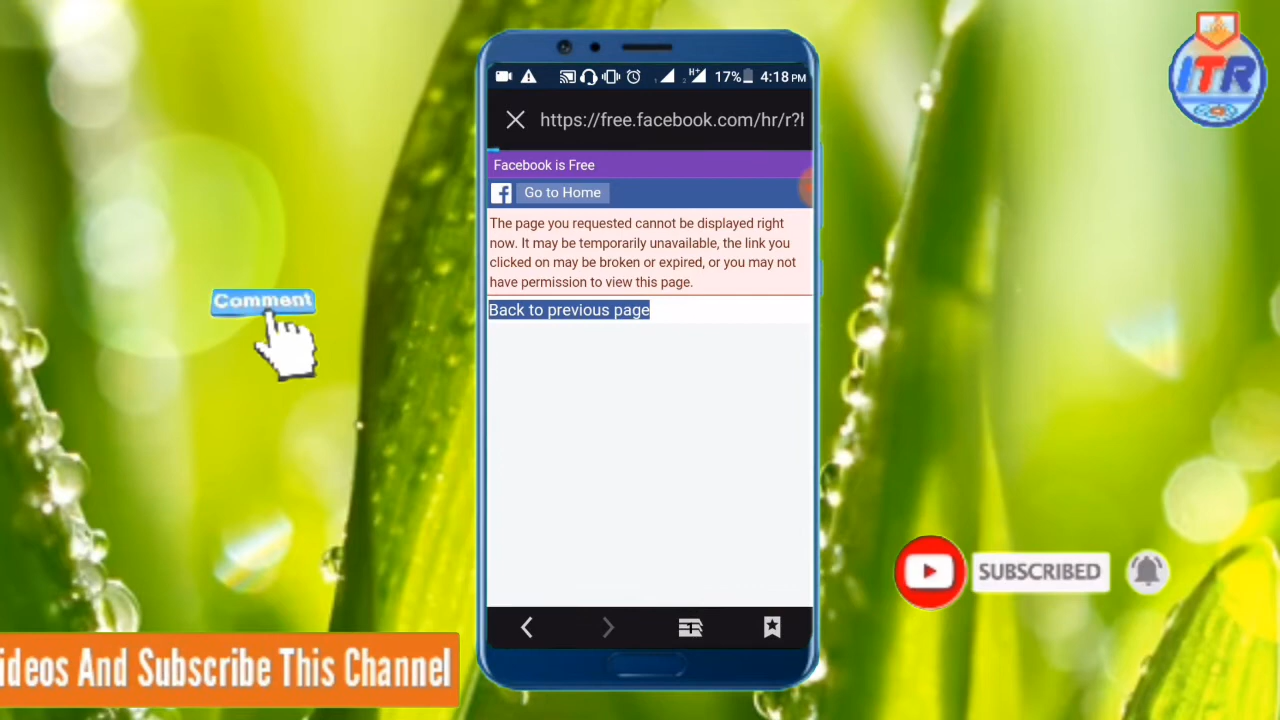 ITR
17% 4:18 PM
H+
https://free.facebook.com/hr/r?h
Facebook is Free
Go to Home
The page you requested cannot be displayed right
now. It may be temporarily unavailable, the link you
clicked on may be broken or expired, or you may not
have permission to view this page.
Back to previous page
Comment
SUBSCRIBED
ideos And Subscribe This Channel